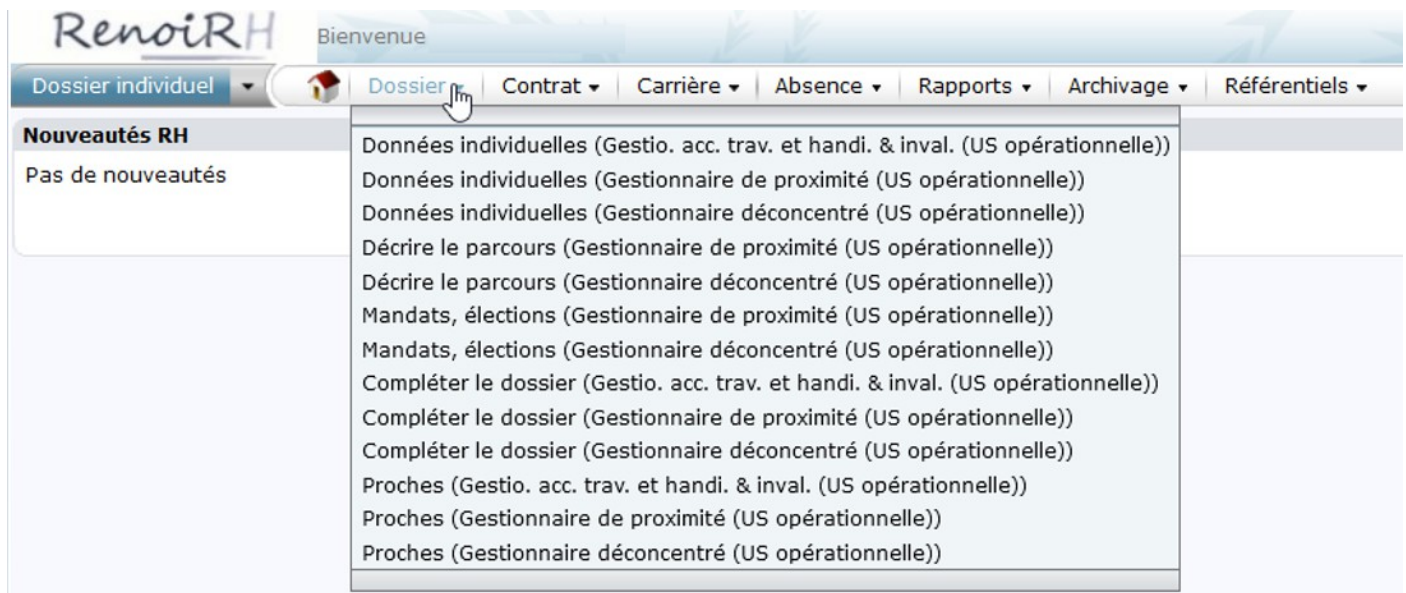 RenoiRH
Bienvenue
Dossier individuel
Dossier
Contrat
Carrière
Absence
Rapports
Archivage
Référentiels
Nouveautés RH
Pas de nouveautés
Données individuelles (Gestio. acc. trav. et handi. & inval. (US opérationnelle))
Données individuelles (Gestionnaire de proximité (US opérationnelle))
Données individuelles (Gestionnaire déconcentré (US opérationnelle))
Décrire le parcours (Gestionnaire de proximité (US opérationnelle))
Décrire le parcours (Gestionnaire déconcentré (US opérationnelle))
Mandats, élections (Gestionnaire de proximité (US opérationnelle))
Mandats, élections (Gestionnaire déconcentré (US opérationnelle))
Compléter le dossier (Gestio. acc. trav. et handi. & inval. (US opérationnelle))
Compléter le dossier (Gestionnaire de proximité (US opérationnelle))
Compléter le dossier (Gestionnaire déconcentré (US opérationnelle))
Proches (Gestio. acc. trav. et handi. & inval. (US opérationnelle))
Proches (Gestionnaire de proximité (US opérationnelle))
Proches (Gestionnaire déconcentré (US opérationnelle))